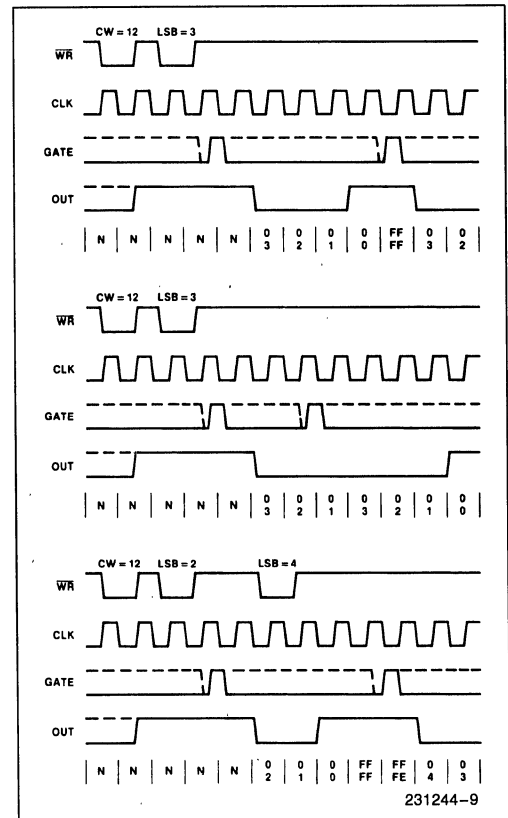 CW = 12 LSB = 3
WR
CLK
GATE
OUT
N N N N N 0 0 0 0 FF 0 0
3 2 1 0 FF 3 2
CW = 12 LSB = 3
WR
CLK
GATE
OUT
N N N N N 0 0 0 0 0 0 0
3 2 1 3 2 1 0
CW = 12 LSB = 2 LSB = 4
WR
CLK
GATE
OUT
N N N N N 0 0 0 FF FF 0 0
2 1 0 FF FE 4 3
231244-9